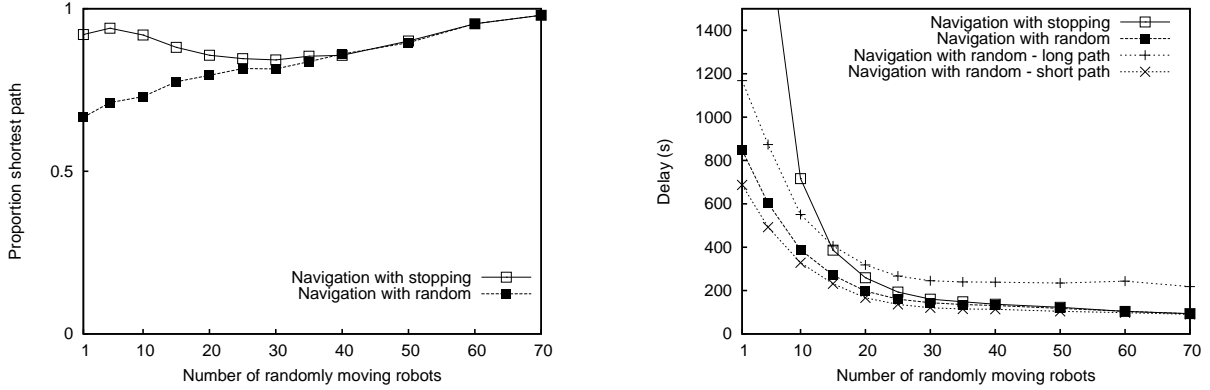 1
0.5
0
Proportion shortest path
Navigation with stopping
Navigation with random
1 10 20 30 40 50 60 70
Number of randomly moving robots
1400
1200
1000
800
600
400
200
0
Delay (s)
Navigation with stopping
Navigation with random
Navigation with random - long path
Navigation with random - short path
1 10 20 30 40 50 60 70
Number of randomly moving robots